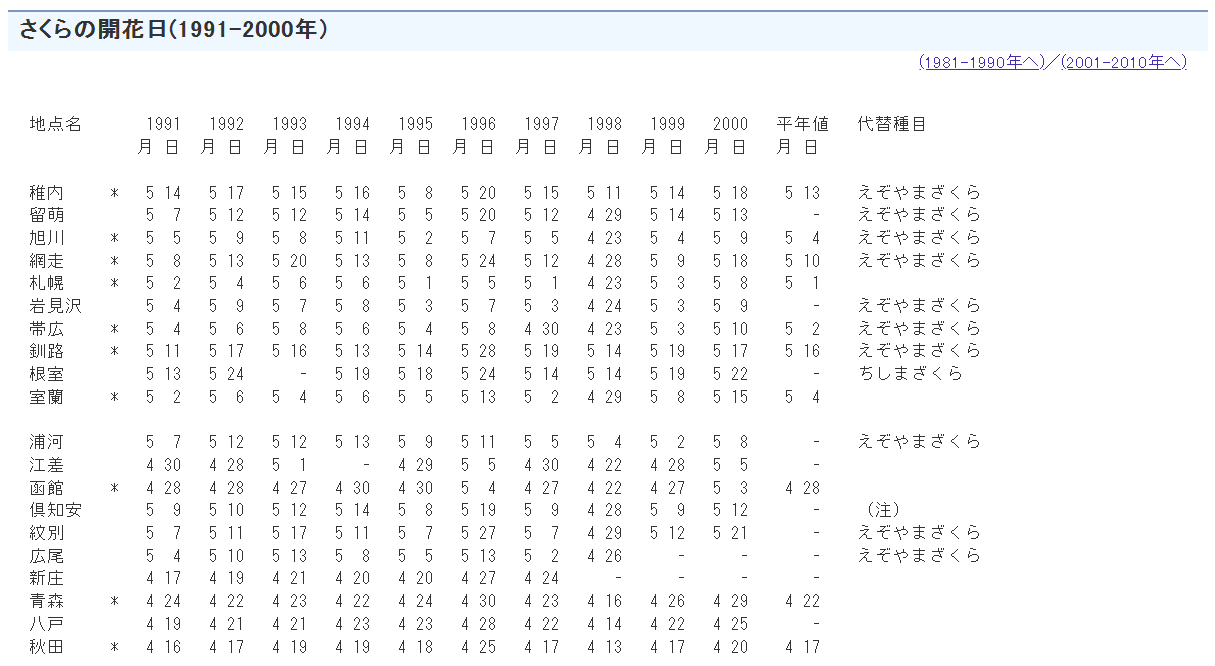 さくらの開花日(1991-2000年)
(1981-1990年へ)／(2001-2010年へ)
地点名 1991 1992 1993 1994 1995 1996 1997 1998 1999 2000 平年値 代替種目
月 日 月 日 月 日 月 日 月 日 月 日 月 日 月 日 月 日 月 日 月 日
稚内 * 5 14 5 17 5 15 5 16 5 8 5 20 5 15 5 11 5 14 5 18 5 13 えぞやまざくら
留萌 5 7 5 12 5 12 5 14 5 5 5 20 5 12 4 29 5 14 5 13 - えぞやまざくら
旭川 * 5 5 5 9 5 8 5 11 5 2 5 7 5 5 4 23 5 4 5 9 5 4 えぞやまざくら
網走 * 5 8 5 13 5 20 5 13 5 8 5 24 5 12 4 28 5 9 5 18 5 10 えぞやまざくら
札幌 * 5 2 5 4 5 6 5 6 5 1 5 5 5 1 4 23 5 3 5 8 5 1
岩見沢 5 4 5 9 5 7 5 8 5 3 5 7 5 3 4 24 5 3 5 9 - えぞやまざくら
帯広 * 5 4 5 6 5 8 5 6 5 4 5 8 4 30 4 23 5 3 5 10 5 2 えぞやまざくら
釧路 * 5 11 5 17 5 16 5 13 5 14 5 28 5 19 5 14 5 19 5 17 5 16 えぞやまざくら
根室 5 13 5 24 - 5 19 5 18 5 24 5 14 5 14 5 19 5 22 - ちしまざくら
室蘭 * 5 2 5 6 5 4 5 6 5 5 5 13 5 2 4 29 5 8 5 15 5 4
浦河 5 7 5 12 5 12 5 13 5 9 5 11 5 5 5 4 5 2 5 8 - えぞやまざくら
江差 4 30 4 28 5 1 - 4 29 5 5 4 30 4 22 4 28 5 5 -
函館 * 4 28 4 28 4 27 4 30 4 30 5 4 4 27 4 22 4 27 5 3 4 28
倶知安 5 9 5 10 5 12 5 14 5 8 5 19 5 9 4 28 5 9 5 12 - （注）
紋別 5 7 5 11 5 17 5 11 5 7 5 27 5 7 4 29 5 12 5 21 - えぞやまざくら
広尾 5 4 5 10 5 13 5 8 5 5 5 13 5 2 4 26 - - - えぞやまざくら
新庄 4 17 4 19 4 21 4 20 4 20 4 27 4 24 - - - -
青森 * 4 24 4 22 4 23 4 22 4 24 4 30 4 23 4 16 4 26 4 29 4 22
八戸 4 19 4 21 4 21 4 23 4 23 4 28 4 22 4 14 4 22 4 25 -
秋田 * 4 16 4 17 4 19 4 19 4 18 4 25 4 17 4 13 4 17 4 20 4 17